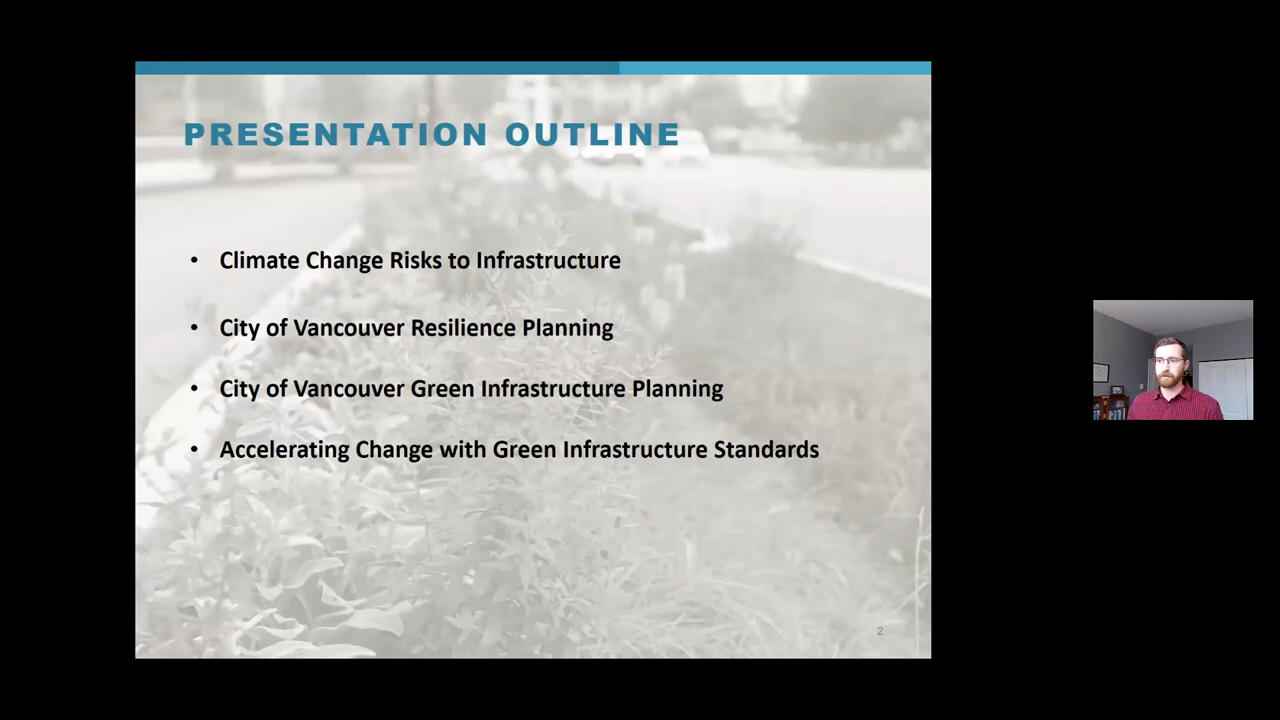 PRESENTATION OUTLINE
• Climate Change Risks to Infrastructure
• City of Vancouver Resilience Planning
• City of Vancouver Green Infrastructure Planning
• Accelerating Change with Green Infrastructure Standards
2